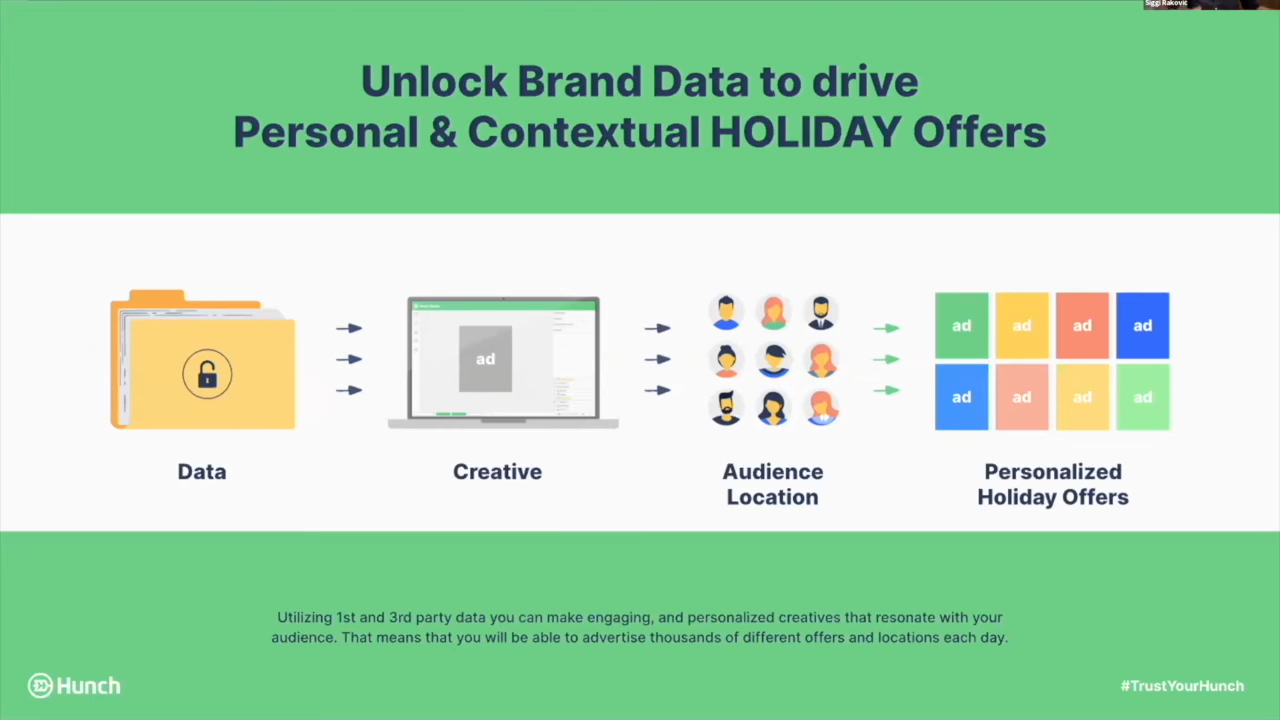 Siggi Rakovic
Unlock Brand Data to drive
Personal & Contextual HOLIDAY Offers
ad
ad ad ad ad
ad ad ad ad
Data
Creative
Audience
Location
Personalized
Holiday Offers
Utilizing 1st and 3rd party data you can make engaging, and personalized creatives that resonate with your
audience. That means that you will be able to advertise thousands of different offers and locations each day.
Hunch
#TrustYourHunch